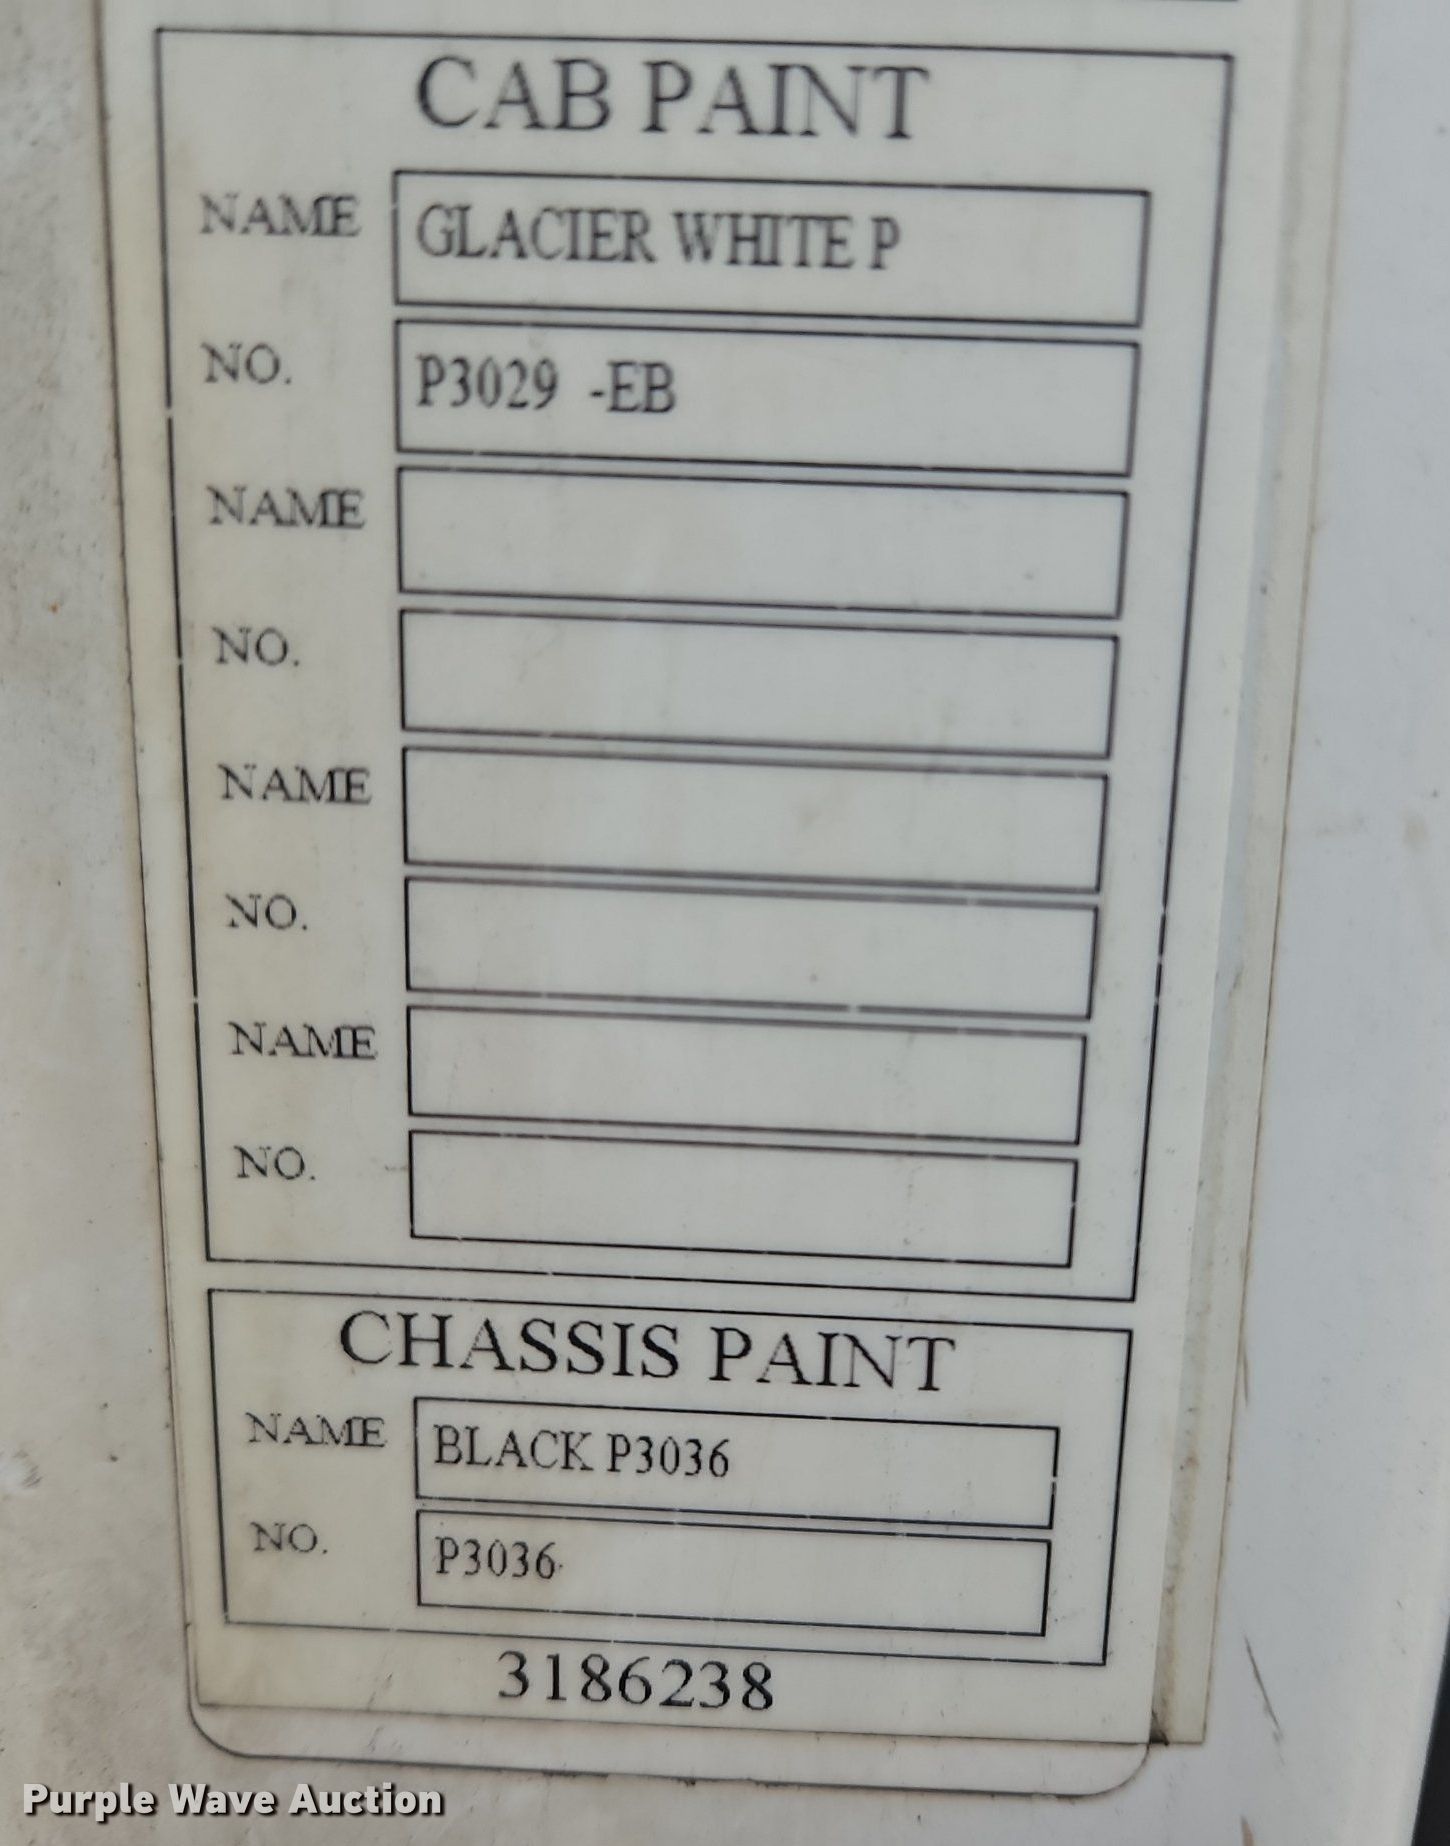 CAB PAINT
NAME GLACIER WHITE P
NO. P3029 -EB
NAME
NO.
NAME
NO.
NAME
NO.
CHASSIS PAINT
NAME BLACK P3036
NO. P3036
3186238
Purple Wave Auction